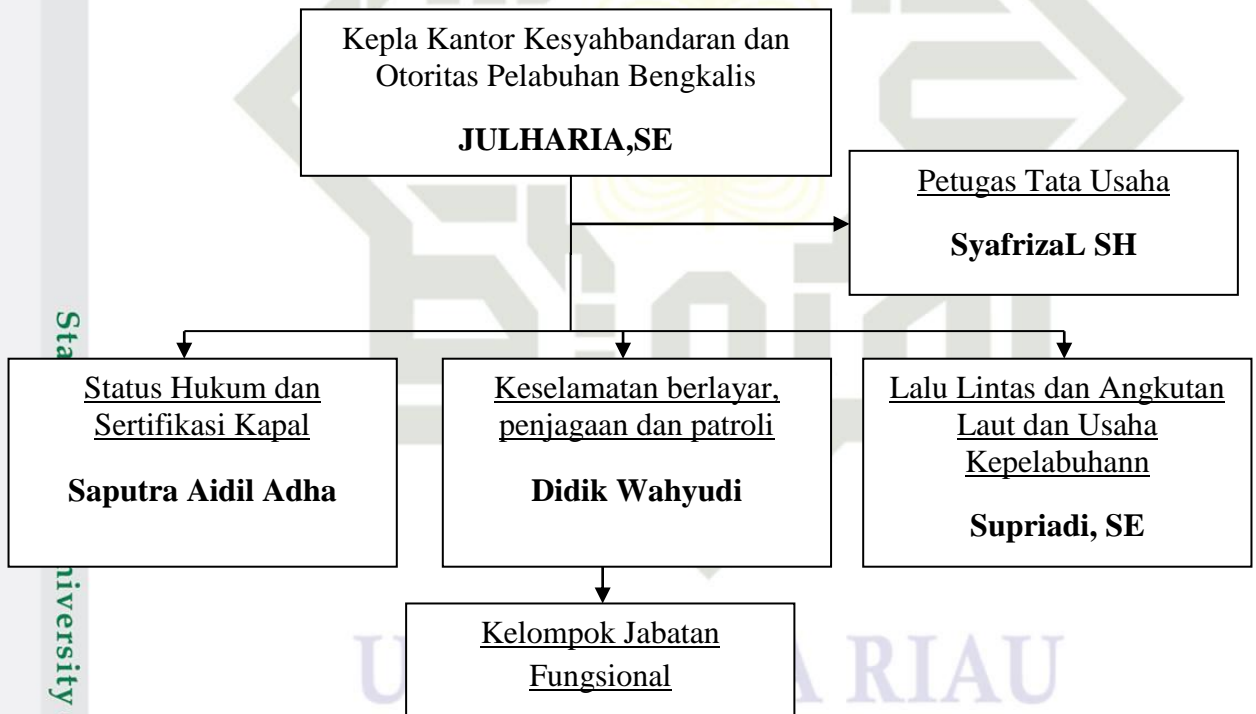 Kepla Kantor Kesyahbandaran dan
Otoritas Pelabuhan Bengkalis
JULHARIA,SE
Petugas Tata Usaha
SyafrizaL SH
Status Hukum dan
Sertifikasi Kapal
Saputra Aidil Adha
Keselamatan berlayar,
penjagaan dan patroli
Didik Wahyudi
Lalu Lintas dan Angkutan
Laut dan Usaha
Kepelabuhann
Supriadi, SE
Kelompok Jabatan
Fungsional
RIAU